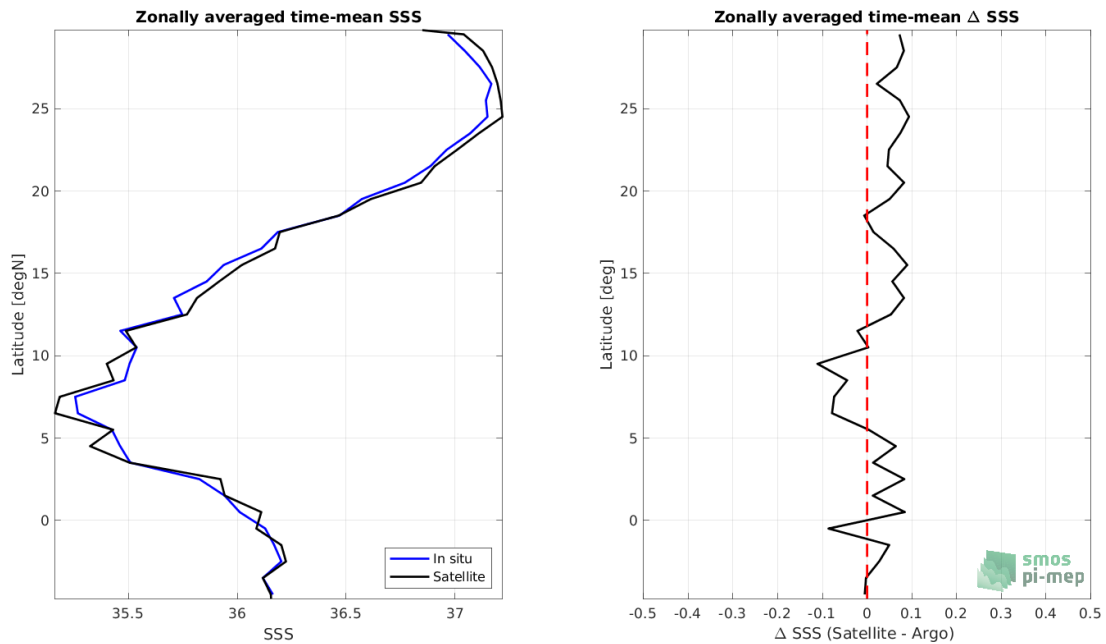 Zonally averaged time-mean SSS
25
20
15
10
5
0
Latitude [degN]
35.5
36
36.5
37
SSS
In situ
Satellite
Zonally averaged time-mean Δ SSS
25
20
15
10
5
0
Latitude [deg]
-0.5
-0.4
-0.3
-0.2
-0.1
0
0.1
0.2
0.3
0.4
0.5
Δ SSS (Satellite - Argo)
smos
pi-mep